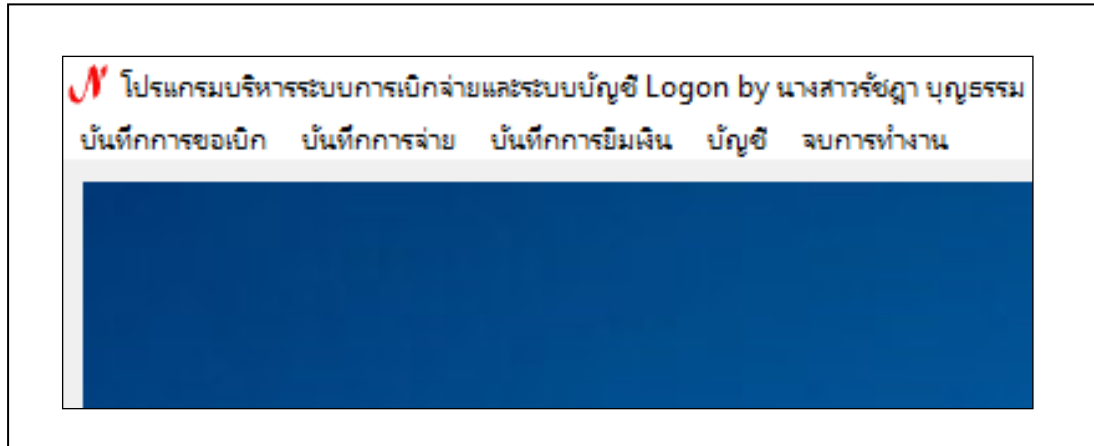 โปรแกรมบริหารระบบการเบิกจ่ายและระบบบัญชี Logon by นางสาวรัชฎา บุญธรรม
บันทึกการขอเบิก บันทึกการจ่าย บันทึกการยืมเงิน บัญชี จบการทำงาน